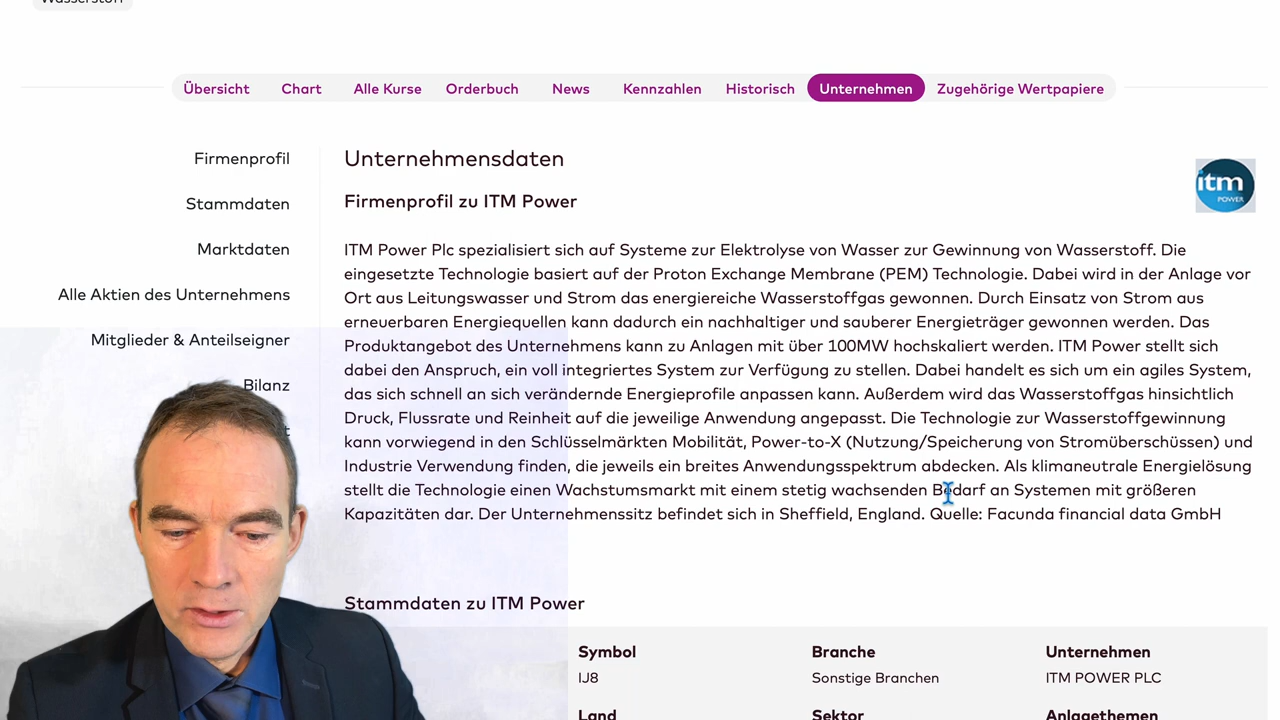 Wasserstoff
Übersicht Chart Alle Kurse Orderbuch News Kennzahlen Historisch Unternehmen Zugehörige Wertpapiere
Firmenprofil
Stammdaten
Marktdaten
Alle Aktien des Unternehmens
Mitglieder & Anteilseigner
Bilanz
Unternehmensdaten
itm
POWER
Firmenprofil zu ITM Power
ITM Power Plc spezialisiert sich auf Systeme zur Elektrolyse von Wasser zur Gewinnung von Wasserstoff. Die
eingesetzte Technologie basiert auf der Proton Exchange Membrane (PEM) Technologie. Dabei wird in der Anlage vor
Ort aus Leitungswasser und Strom das energiereiche Wasserstoffgas gewonnen. Durch Einsatz von Strom aus
erneuerbaren Energiequellen kann dadurch ein nachhaltiger und sauberer Energieträger gewonnen werden. Das
Produktangebot des Unternehmens kann zu Anlagen mit über 100MW hochskaliert werden. ITM Power stellt sich
dabei den Anspruch, ein voll integriertes System zur Verfügung zu stellen. Dabei handelt es sich um ein agiles System,
das sich schnell an sich verändernde Energieprofile anpassen kann. Außerdem wird das Wasserstoffgas hinsichtlich
Druck, Flussrate und Reinheit auf die jeweilige Anwendung angepasst. Die Technologie zur Wasserstoffgewinnung
kann vorwiegend in den Schlüsselmärkten Mobilität, Power-to-X (Nutzung/Speicherung von Stromüberschüssen) und
Industrie Verwendung finden, die jeweils ein breites Anwendungsspektrum abdecken. Als klimaneutrale Energielösung
stellt die Technologie einen Wachstumsmarkt mit einem stetig wachsenden Bedarf an Systemen mit größeren
Kapazitäten dar. Der Unternehmenssitz befindet sich in Sheffield, England. Quelle: Facunda financial data GmbH
Stammdaten zu ITM Power
Symbol Branche Unternehmen
IJ8 Sonstige Branchen ITM POWER PLC
Land Sektor Anlagethemen